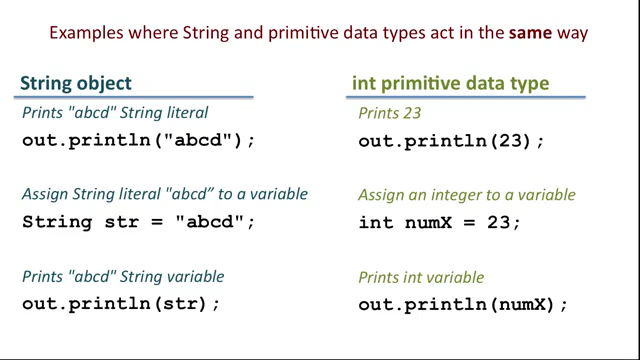 Examples where String and primitive data types act in the same way
String object
Prints "abcd" String literal
out.println("abcd");
Assign String literal "abcd” to a variable
String str = "abcd";
Prints "abcd" String variable
out.println(str);
int primitive data type
Prints 23
out.println(23);
Assign an integer to a variable
int numX = 23;
Prints int variable
out.println(numX);